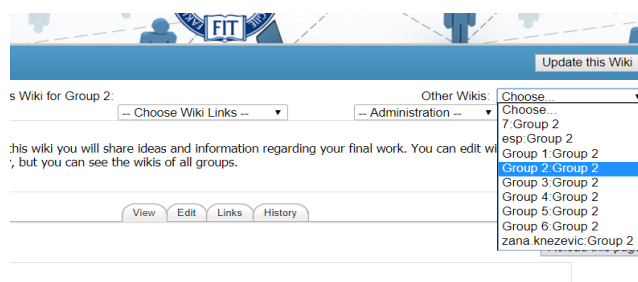 FIT
Update this Wiki
s Wiki for Group 2:
Other Wikis:
Choose...
-- Choose Wiki Links --
-- Administration --
Choose...
7:Group 2
esp:Group 2
Group 1:Group 2
Group 2:Group 2
Group 3:Group 2
Group 4:Group 2
Group 5:Group 2
Group 6:Group 2
zana.knezevic:Group 2
this wiki you will share ideas and information regarding your final work. You can edit wi
, but you can see the wikis of all groups.
View Edit Links History